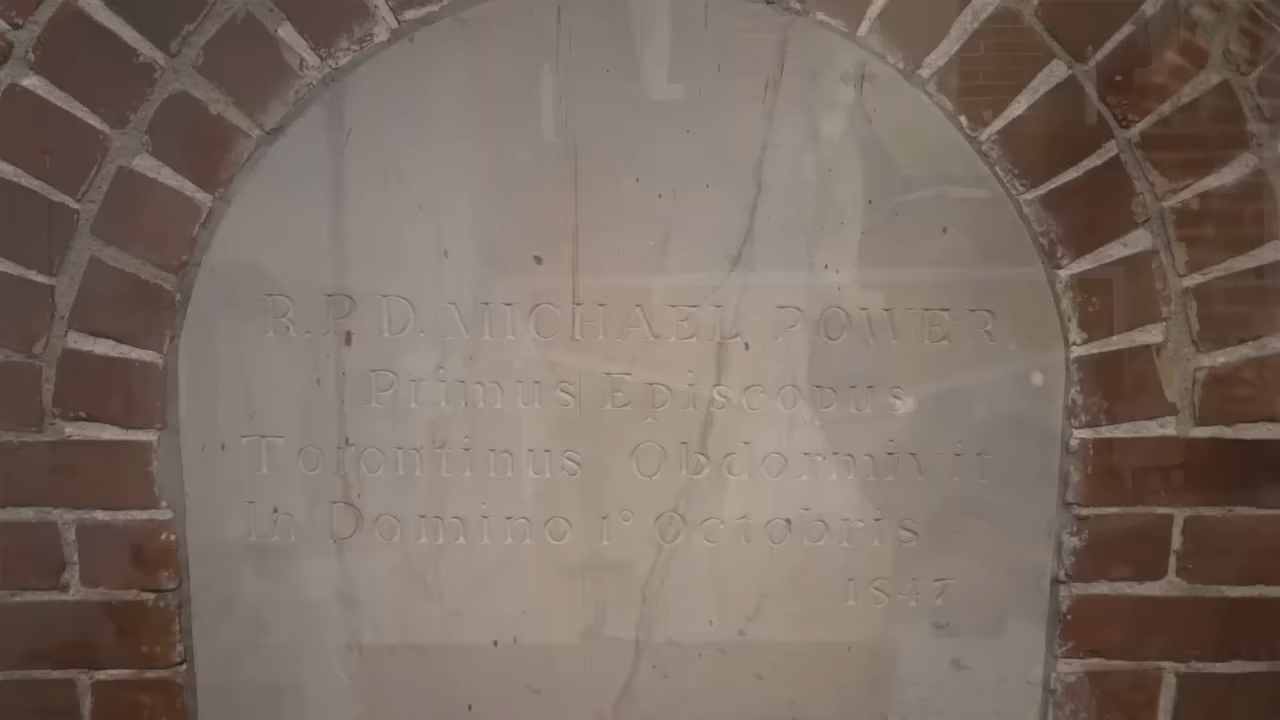 R.P.D. MICHAEL POWER
Primus Episcopus
Torontinus Obdormivit
In Domino 1° Octobris
1847